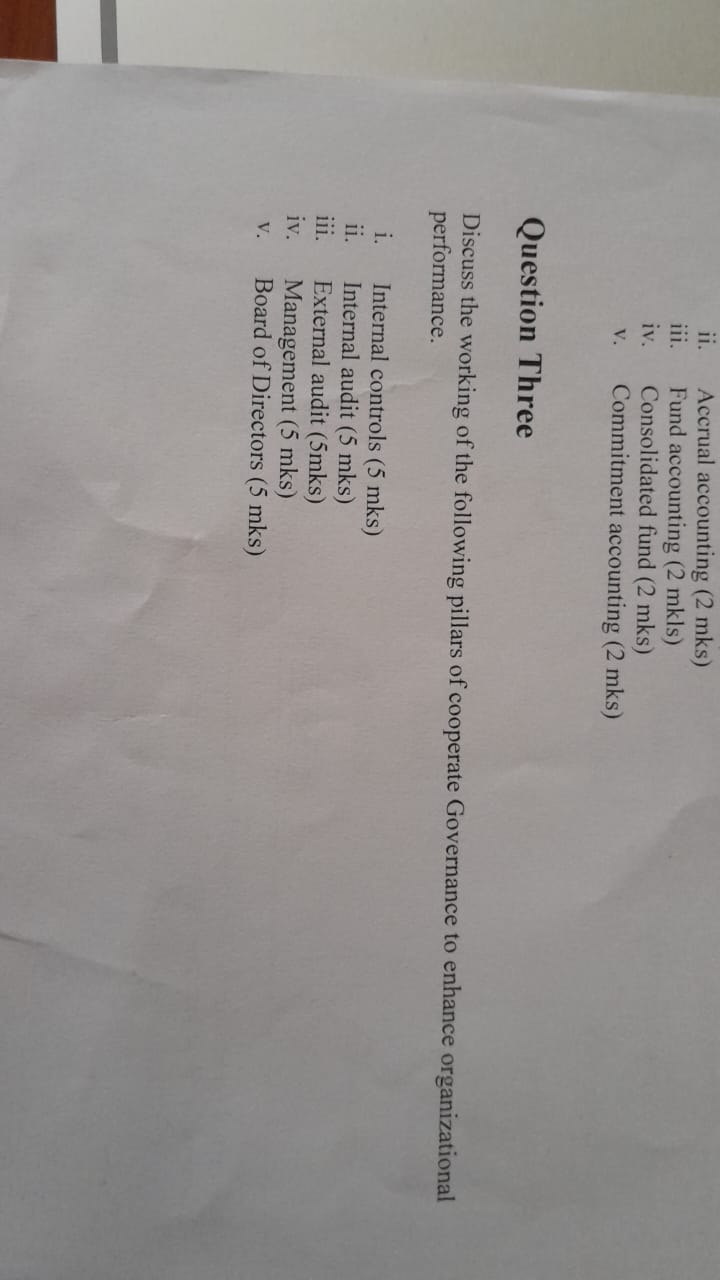 ii. Accrual accounting (2 mks)
iii. Fund accounting (2 mkls)
iv. Consolidated fund (2 mks)
v. Commitment accounting (2 mks)
Question Three
Discuss the working of the following pillars of cooperate Governance to enhance organizational
performance.
i. Internal controls (5 mks)
ii. Internal audit (5 mks)
iii. External audit (5mks)
iv. Management (5 mks)
v. Board of Directors (5 mks)